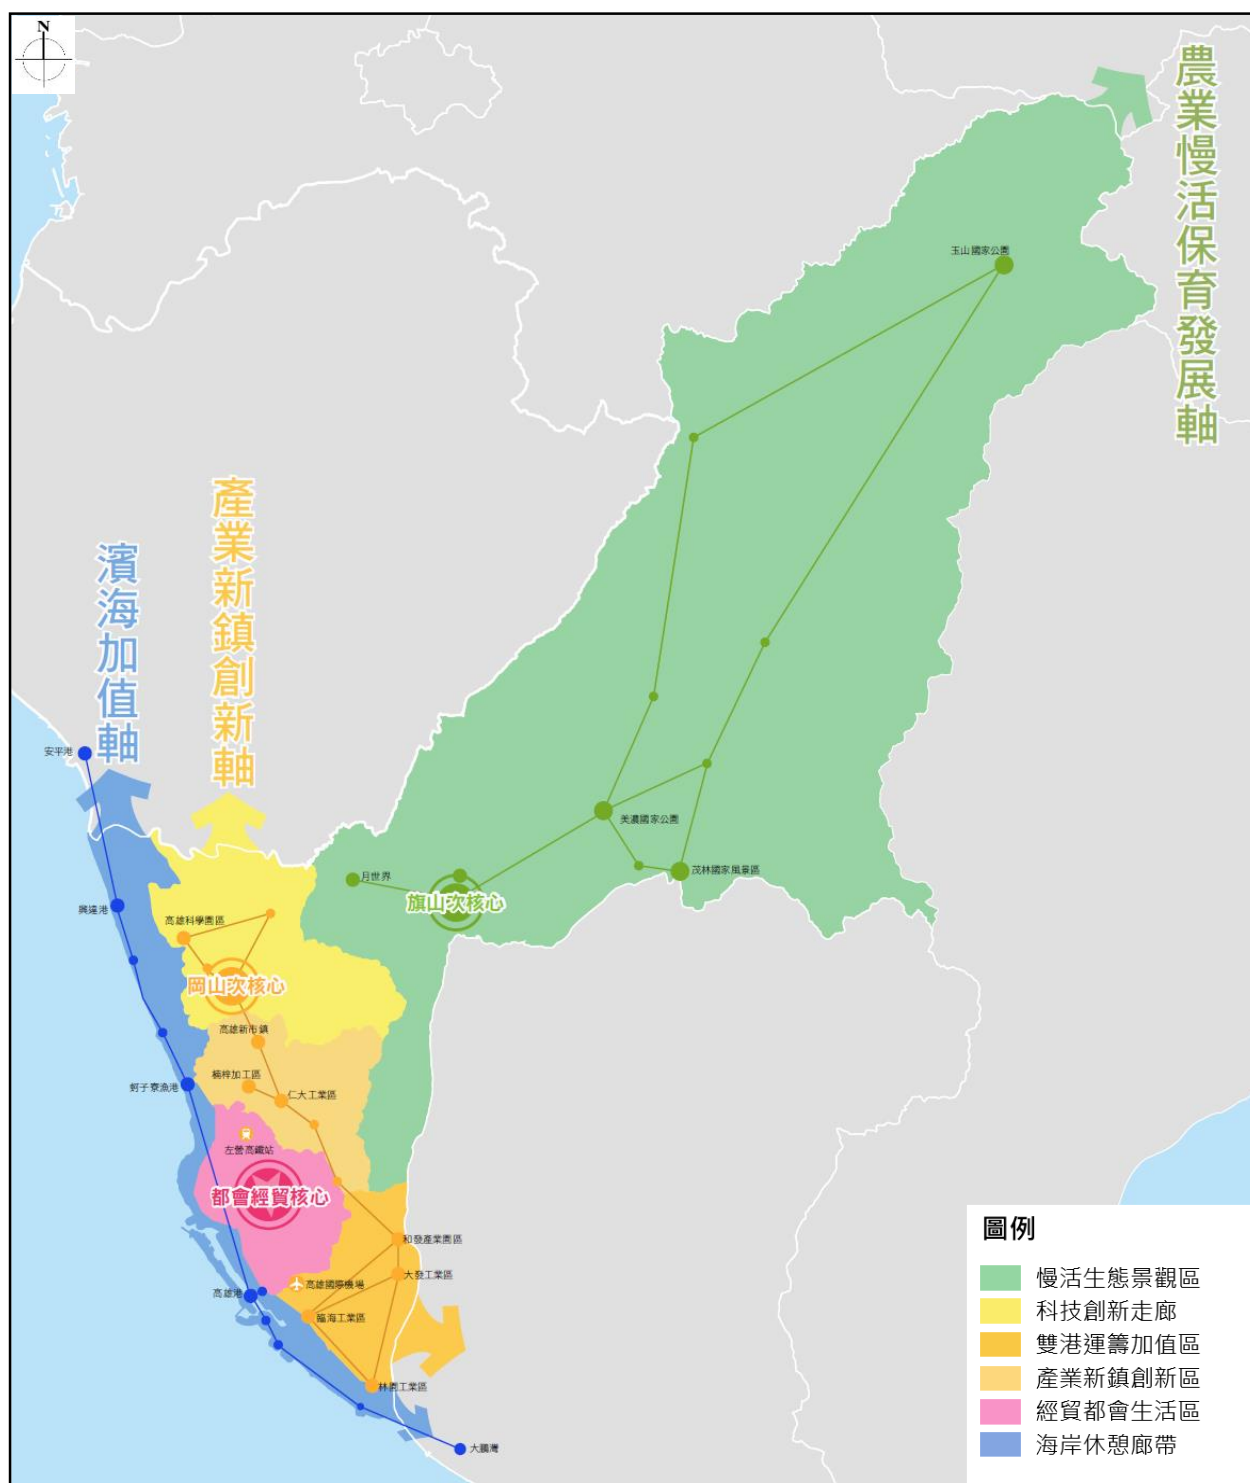 N
農業慢活保育發展軸
玉山國家公園
產業新鎮創新軸
濱海加值軸
安平港
美濃國家公園
茂林國家風景區
月世界
旗山次核心
興達港
高雄科學園區
岡山次核心
高雄新市鎮
楠梓加工區
蚵子寮漁港
仁大工業區
左營高鐵站
都會經貿核心
和發產業園區
大發工業區
高雄國際機場
高雄港
臨海工業區
林園工業區
大鵬灣
圖例
慢活生態景觀區
科技創新走廊
雙港運籌加值區
產業新鎮創新區
經貿都會生活區
海岸休憩廊帶